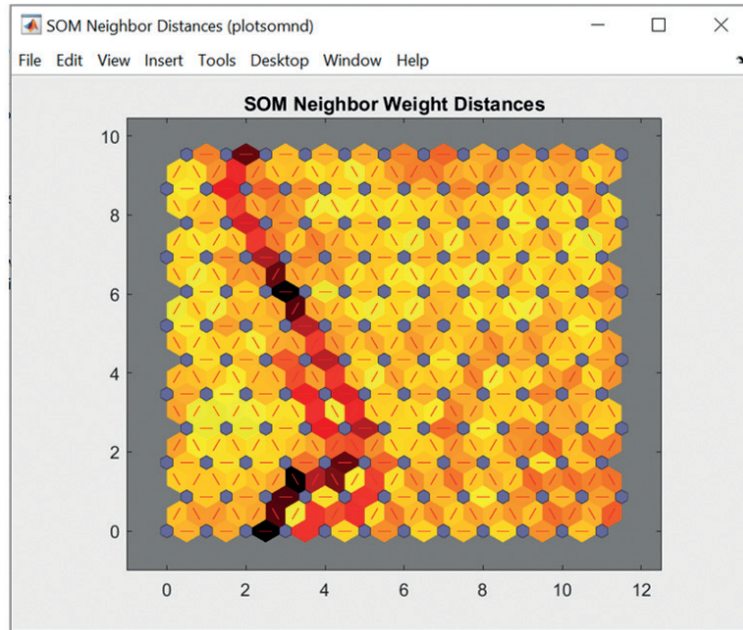 SOM Neighbor Distances (plotsomnd)
File Edit View Insert Tools Desktop Window Help
SOM Neighbor Weight Distances
10
8
6
4
2
0
0 2 4 6 8 10 12